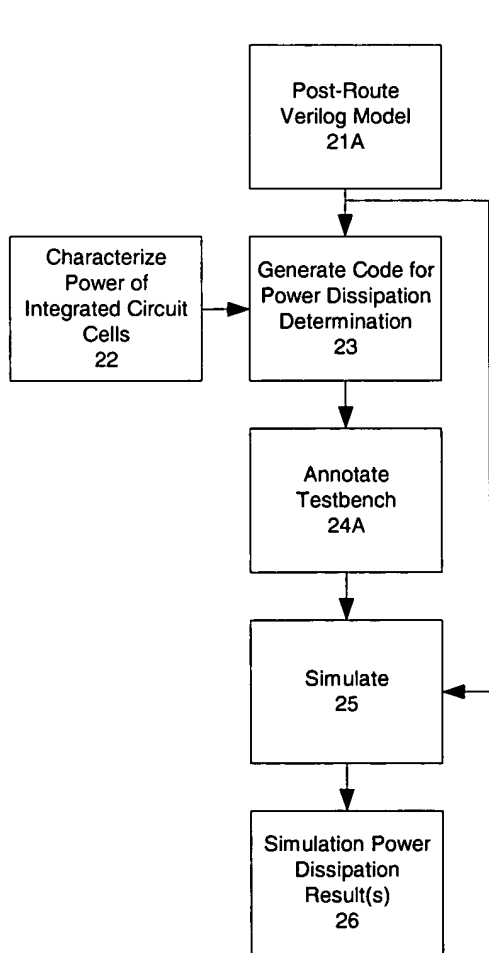 Post-Route
Verilog Model
21A
Characterize
Power of
Integrated Circuit
Cells
22
Generate Code for
Power Dissipation
Determination
23
Annotate
Testbench
24A
Simulate
25
Simulation Power
Dissipation
Result(s)
26